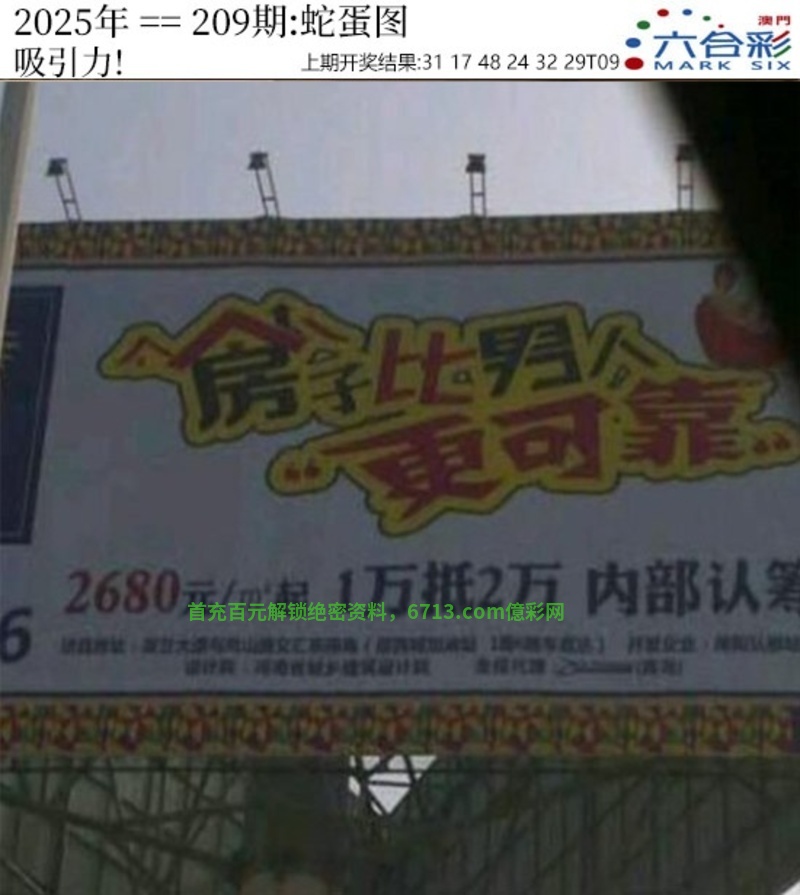 2025年 == 209期:蛇蛋图
吸引力!
上期开奖结果:31 17 48 24 32 29T09
澳門
六合彩
MARK SIX
房子比男人
更可靠
2680元/㎡起 1万抵2万 内部认筹
首充百元解锁绝密资料，6713.com億彩网
6